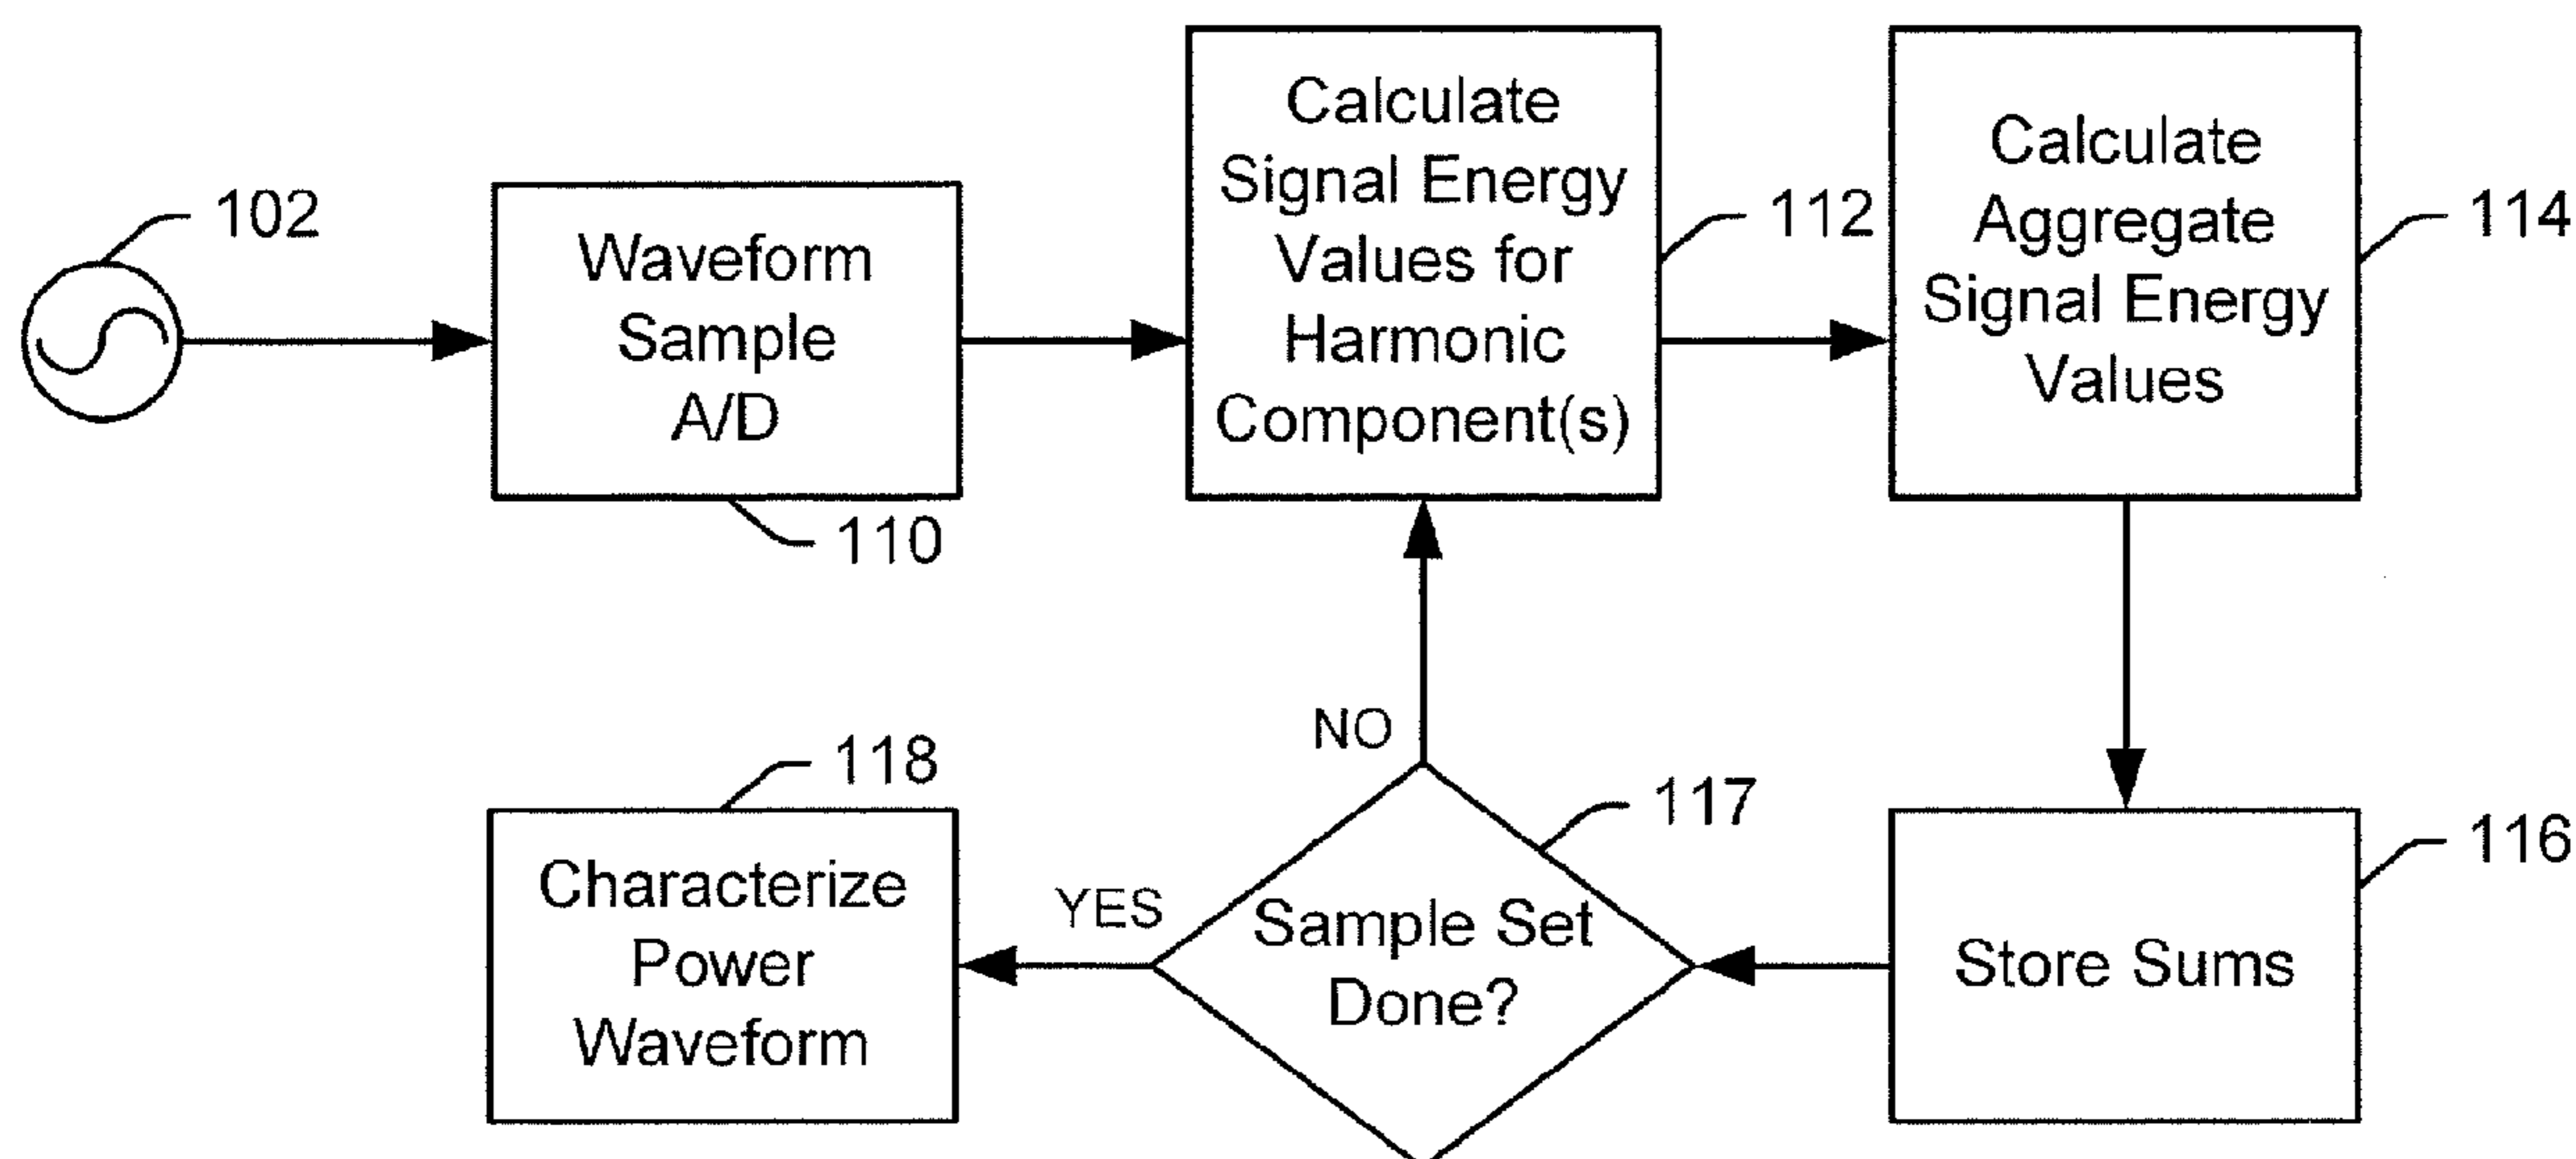 102
Waveform
Sample
A/D
110
Calculate
Signal Energy
Values for
Harmonic
Component(s)
112
Calculate
Aggregate
Signal Energy
Values
114
Store Sums
116
Sample Set
Done?
117
NO
YES
Characterize
Power
Waveform
118